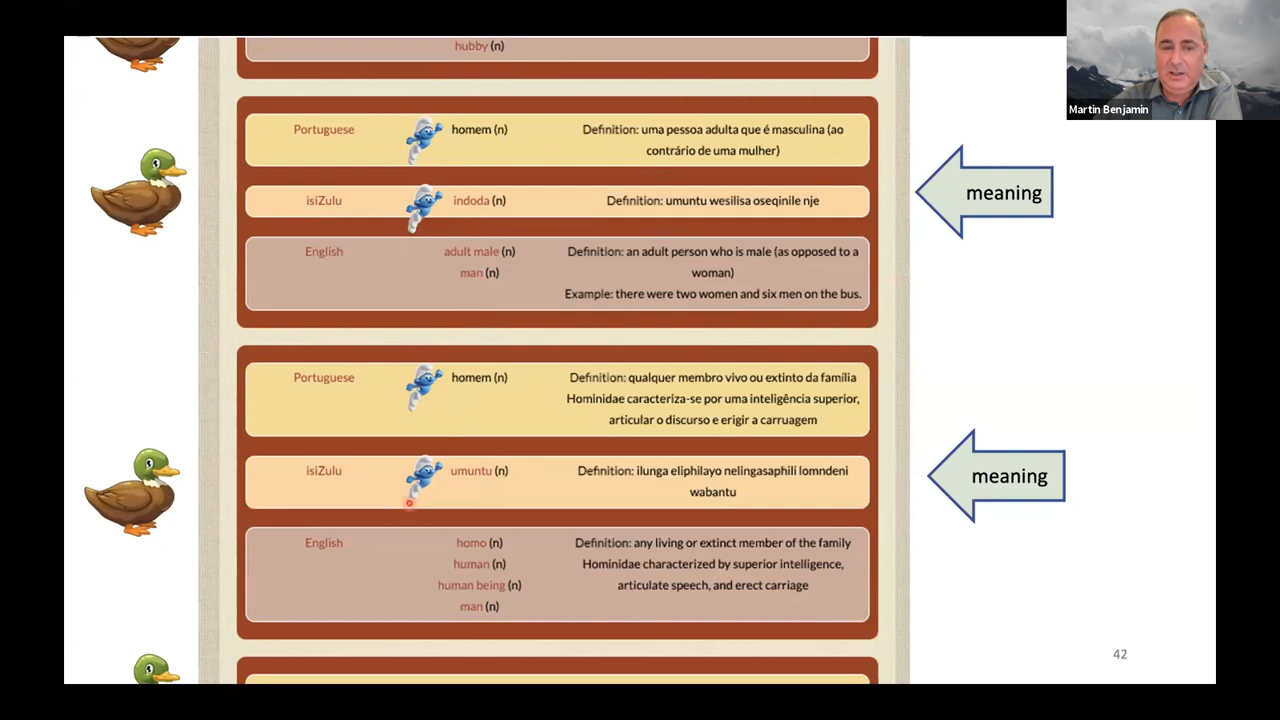 Martin Benjamin
hubby (n)
Portuguese homem (n) Definition: uma pessoa adulta que é masculina (ao
contrário de uma mulher)
meaning
isiZulu indoda (n) Definition: umuntu wesilisa oseqinile nje
English adult male (n) Definition: an adult person who is male (as opposed to a
man (n) woman)
Example: there were two women and six men on the bus.
Portuguese homem (n) Definition: qualquer membro vivo ou extinto da família
Hominidae caracteriza-se por uma inteligência superior,
articular o discurso e erigir a carruagem
isiZulu umuntu (n) Definition: ilunga eliphilayo nelingasaphili lomndeni
wabantu
meaning
English homo (n) Definition: any living or extinct member of the family
human (n) Hominidae characterized by superior intelligence,
human being (n) articulate speech, and erect carriage
man (n)
42